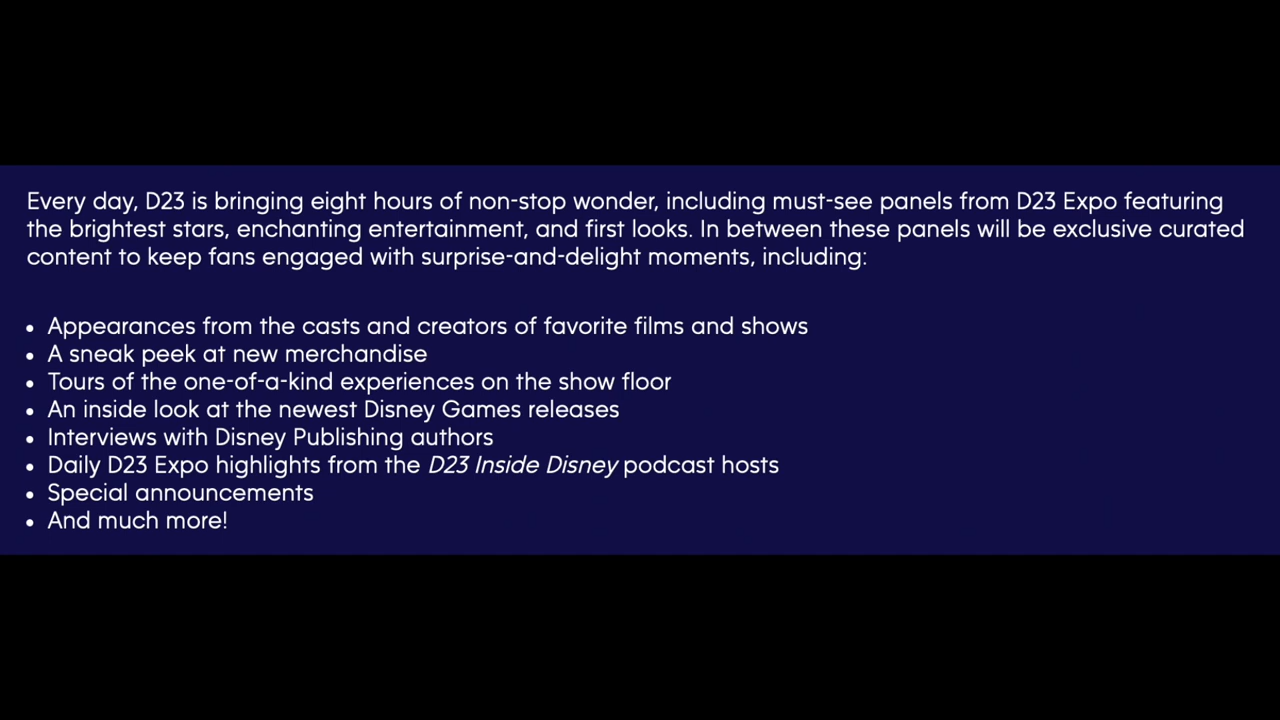 Every day, D23 is bringing eight hours of non-stop wonder, including must-see panels from D23 Expo featuring
the brightest stars, enchanting entertainment, and first looks. In between these panels will be exclusive curated
content to keep fans engaged with surprise-and-delight moments, including:
• Appearances from the casts and creators of favorite films and shows
• A sneak peek at new merchandise
• Tours of the one-of-a-kind experiences on the show floor
• An inside look at the newest Disney Games releases
• Interviews with Disney Publishing authors
• Daily D23 Expo highlights from the D23 Inside Disney podcast hosts
• Special announcements
• And much more!